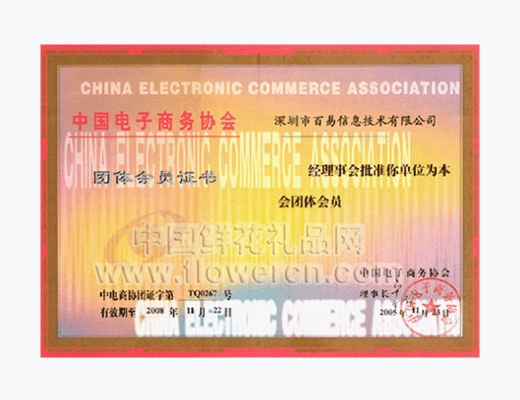 CHINA ELECTRONIC COMMERCE ASSOCIATION
中国电子商务协会
深圳市百易信息技术有限公司
CHINA ELECTRONIC COMMERCE ASSOCIATION
团体会员证书
经理事会批准你单位为本
会团体会员
中国鲜花礼品网
www.flowercn.com
中国电子商务协会
中电商协团证字第 TQ0267 号
理事长
有效期至 2008 年 11 月 22 日
2005 年 11 月 23 日
CHINA ELECTRONIC COMMERCE ASSOCIATI